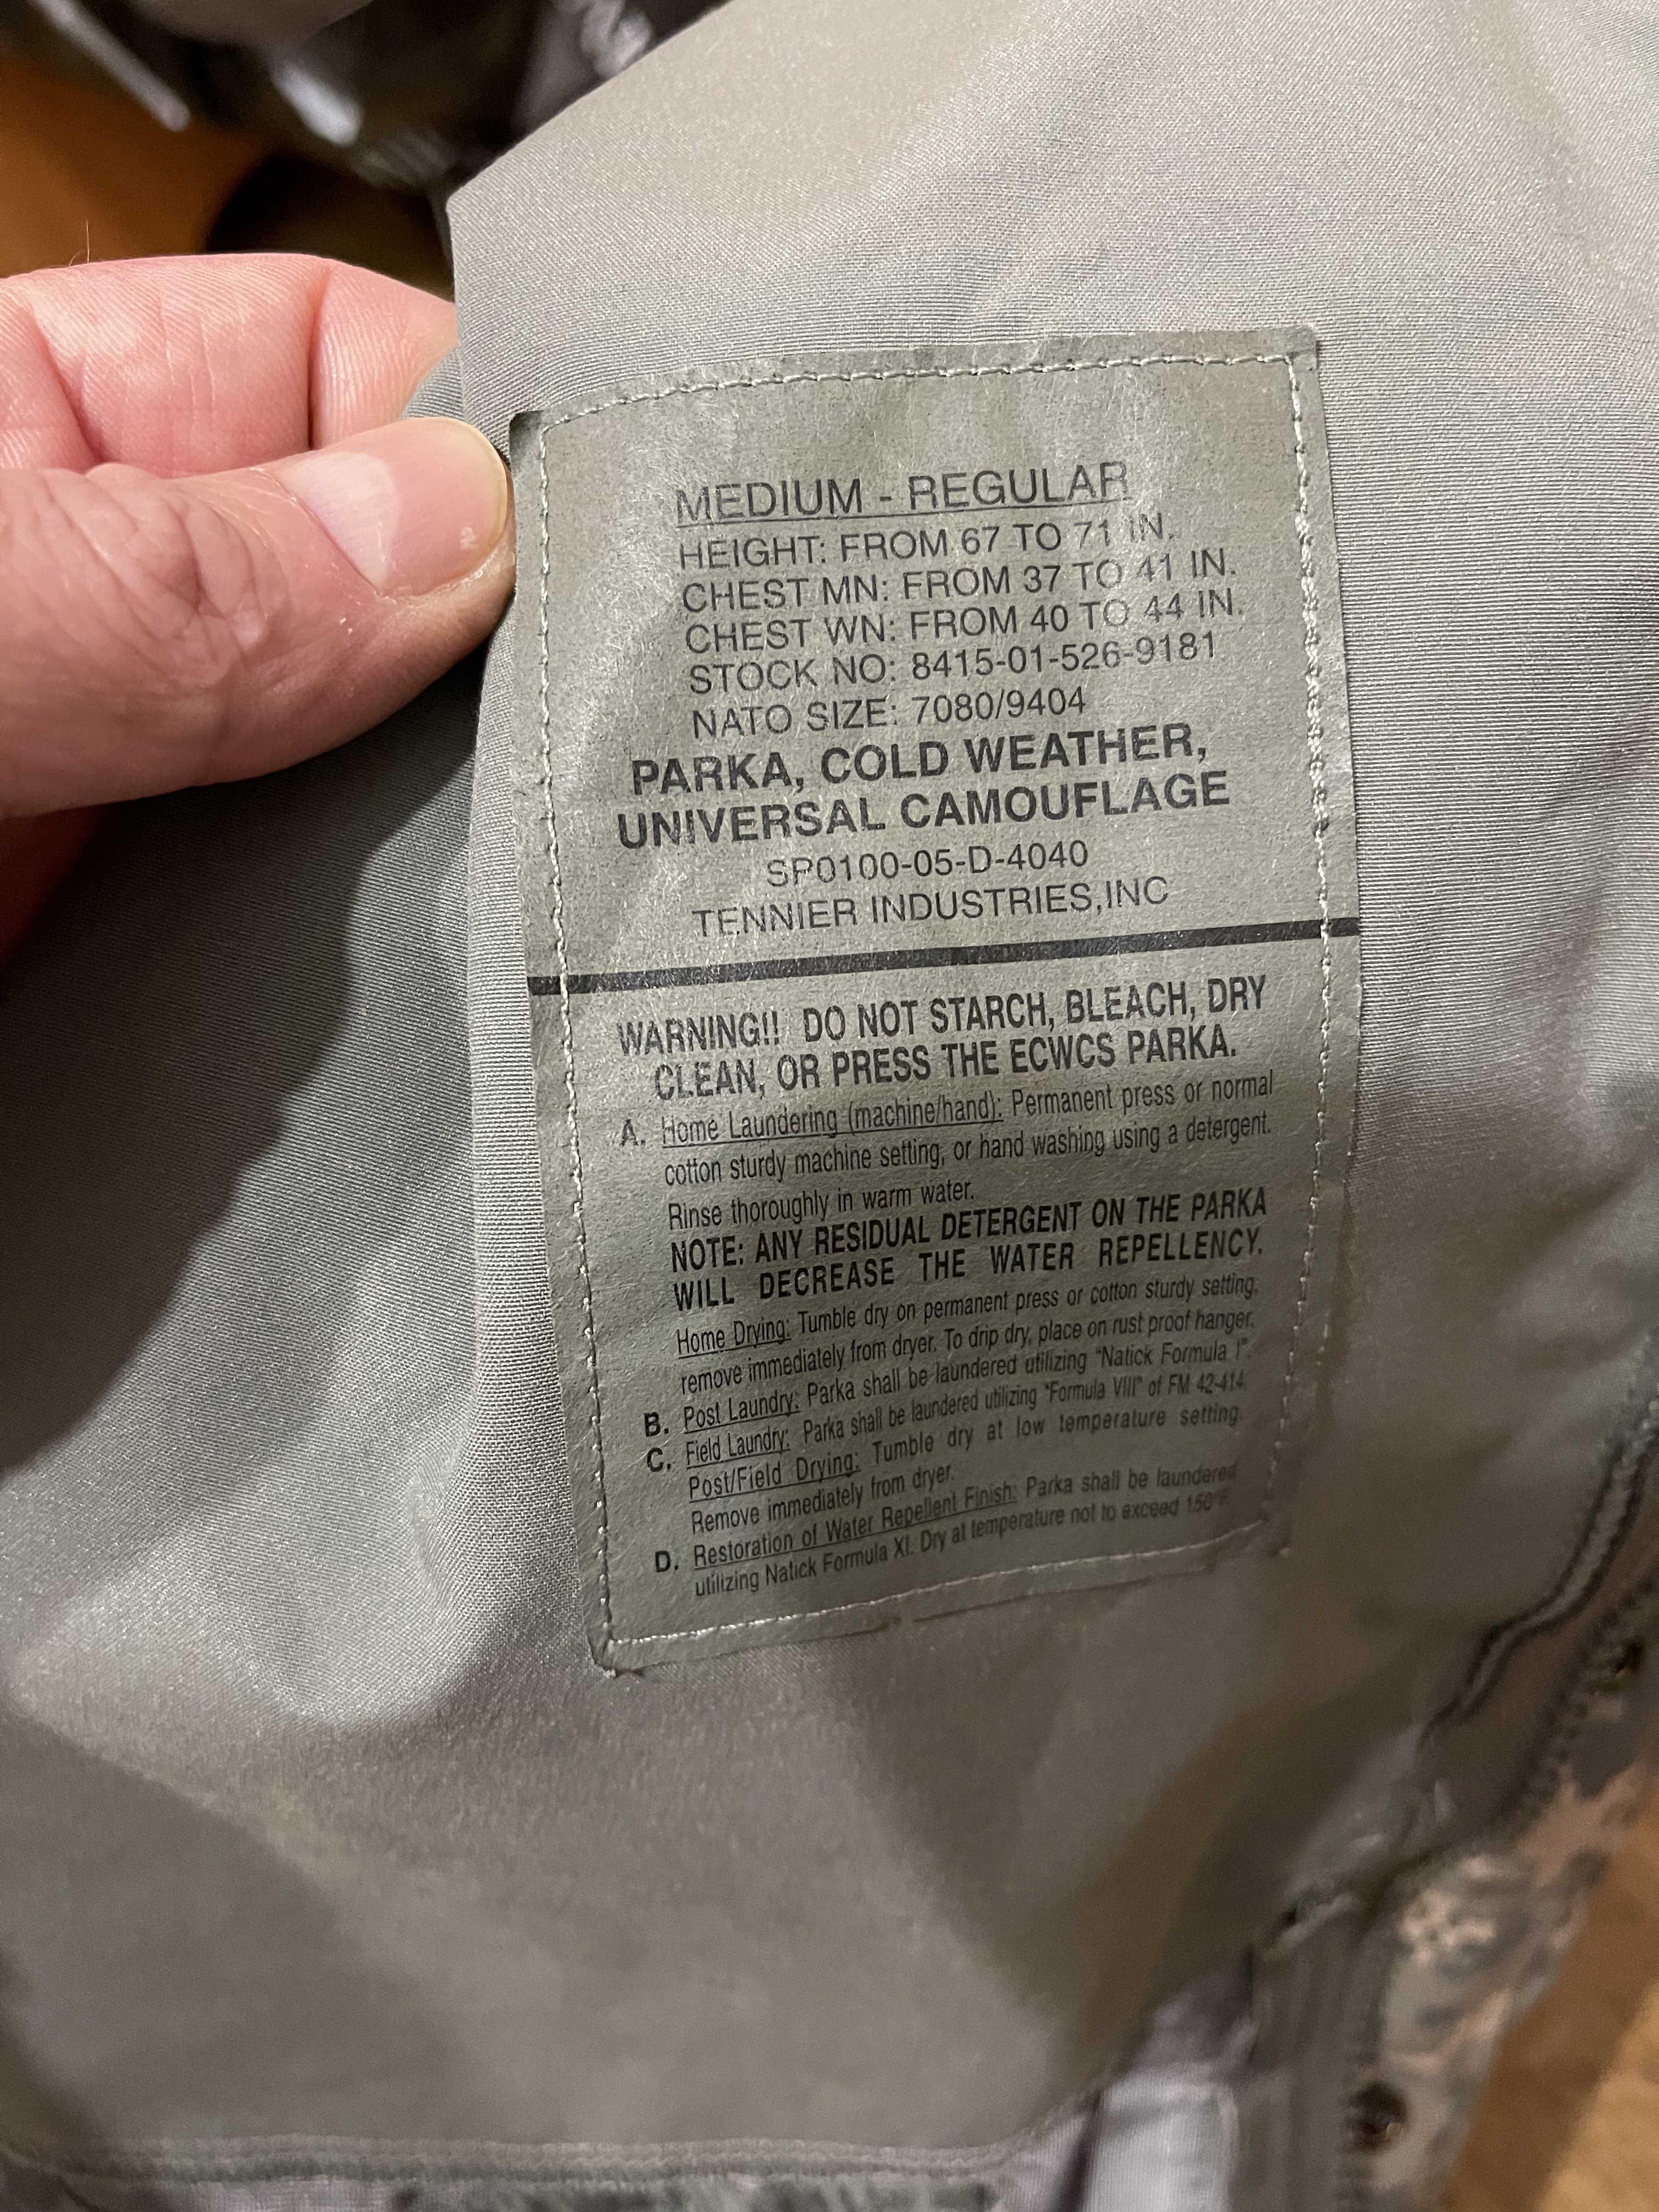 MEDIUM - REGULAR
HEIGHT: FROM 67 TO 71 IN.
CHEST MN: FROM 37 TO 41 IN.
CHEST WN: FROM 40 TO 44 IN.
STOCK NO: 8415-01-526-9181
NATO SIZE: 7080/9404
PARKA, COLD WEATHER,
UNIVERSAL CAMOUFLAGE
SP0100-05-D-4040
TENNIER INDUSTRIES,INC
WARNING!! DO NOT STARCH, BLEACH, DRY
CLEAN, OR PRESS THE ECWCS PARKA.
A. Home Laundering (machine/hand): Permanent press or normal
cotton sturdy machine setting, or hand washing using a detergent.
Rinse thoroughly in warm water.
NOTE: ANY RESIDUAL DETERGENT ON THE PARKA
WILL DECREASE THE WATER REPELLENCY.
Home Drying: Tumble dry on permanent press or cotton sturdy setting,
remove immediately from dryer. To drip dry, place on rust proof hanger.
B. Post Laundry: Parka shall be laundered utilizing "Natick Formula I".
C. Field Laundry: Parka shall be laundered utilizing "Formula VIII" of FM 42-414.
Post/Field Drying: Tumble dry at low temperature setting.
Remove immediately from dryer.
D. Restoration of Water Repellent Finish: Parka shall be laundered
utilizing Natick Formula XI. Dry at temperature not to exceed 150°F.